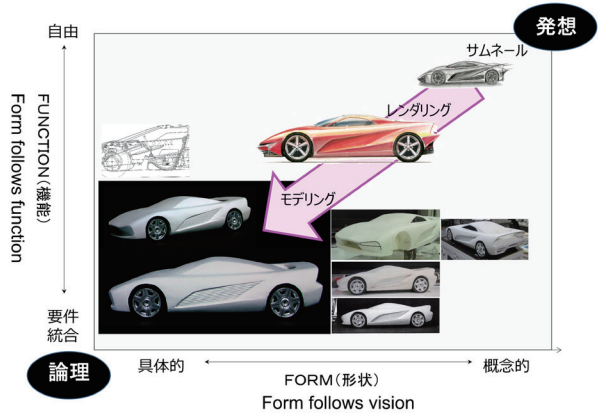 自由
発想
サムネール
レンダリング
モデリング
FUNCTION(機能)
Form follows function
要件
統合
論理
具体的
概念的
FORM(形状)
Form follows vision